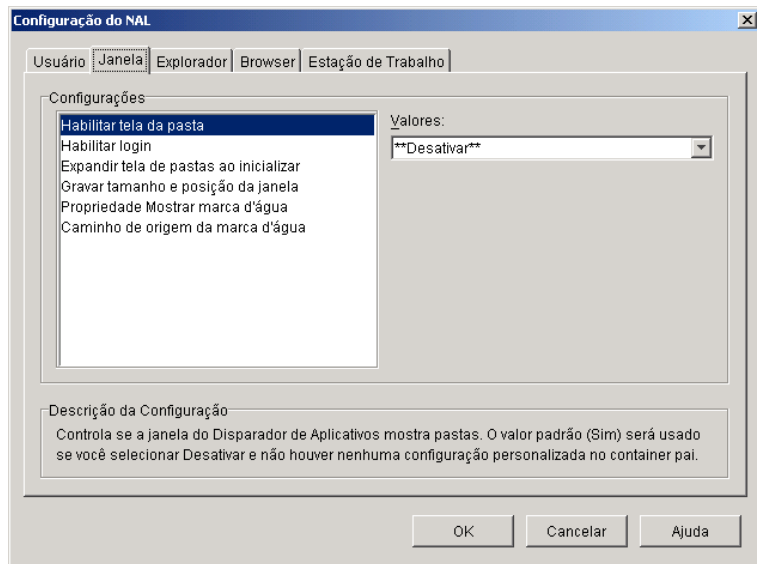 Configuração do NAL
Usuário Janela Explorador Browser Estação de Trabalho
Configurações
Habilitar tela da pasta
Habilitar login
Expandir tela de pastas ao inicializar
Gravar tamanho e posição da janela
Propriedade Mostrar marca d'água
Caminho de origem da marca d'água
Valores:
**Desativar**
Descrição da Configuração
Controla se a janela do Disparador de Aplicativos mostra pastas. O valor padrão (Sim) será usado
se você selecionar Desativar e não houver nenhuma configuração personalizada no container pai.
OK Cancelar Ajuda